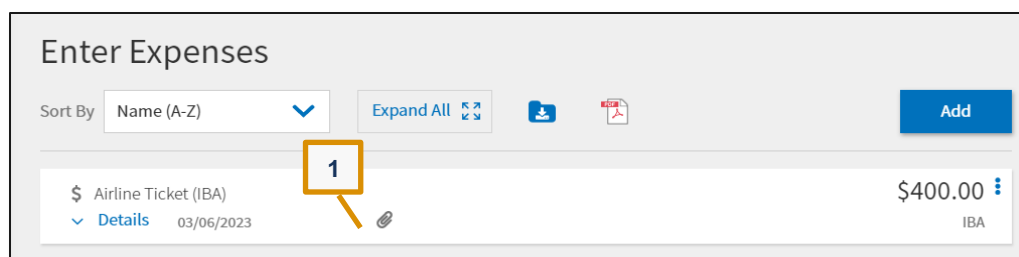 Enter Expenses
Sort By Name (A-Z) Expand All PDF Add
1
$ Airline Ticket (IBA) $400.00
Details 03/06/2023 IBA